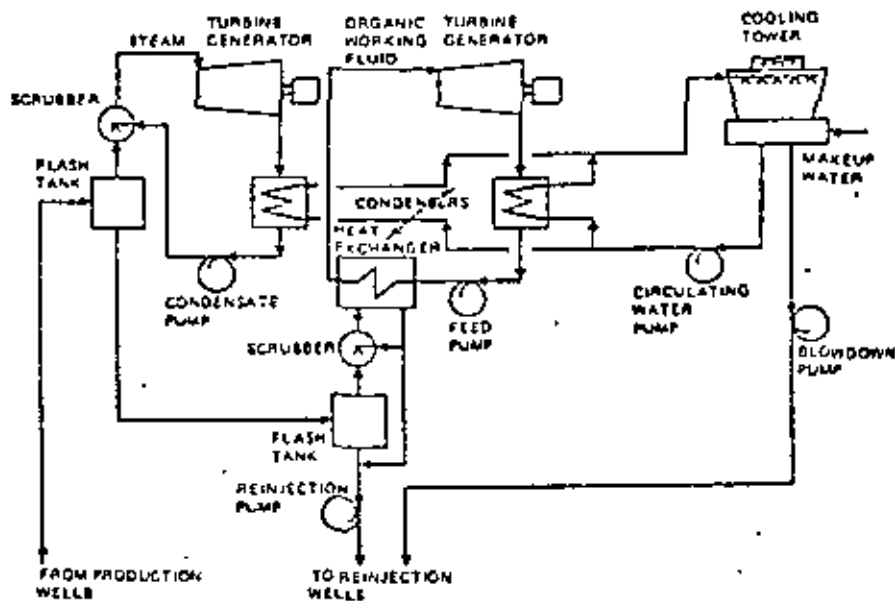 TURBINE
GENERATOR
ORGANIC
WORKING
FLUID
TURBINE
GENERATOR
COOLING
TOWER
STEAM
SCRUBBER
FLASH
TANK
MAKEUP
WATER
CONDENSERS
HEAT
EXCHANGER
CONDENSATE
PUMP
FEED
PUMP
CIRCULATING
WATER
PUMP
BLOWDOWN
PUMP
SCRUBBER
FLASH
TANK
REINJECTION
PUMP
FROM PRODUCTION
WELLS
TO REINJECTION
WELLS